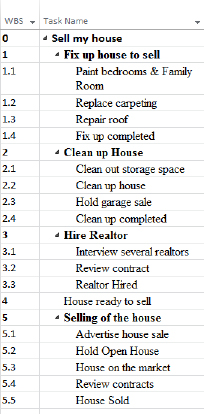 WBS Task Name
0 Sell my house
1 Fix up house to sell
1.1 Paint bedrooms & Family
Room
1.2 Replace carpeting
1.3 Repair roof
1.4 Fix up completed
2 Clean up House
2.1 Clean out storage space
2.2 Clean up house
2.3 Hold garage sale
2.4 Clean up completed
3 Hire Realtor
3.1 Interview several realtors
3.2 Review contract
3.3 Realtor Hired
4 House ready to sell
5 Selling of the house
5.1 Advertise house sale
5.2 Hold Open House
5.3 House on the market
5.4 Review contracts
5.5 House Sold